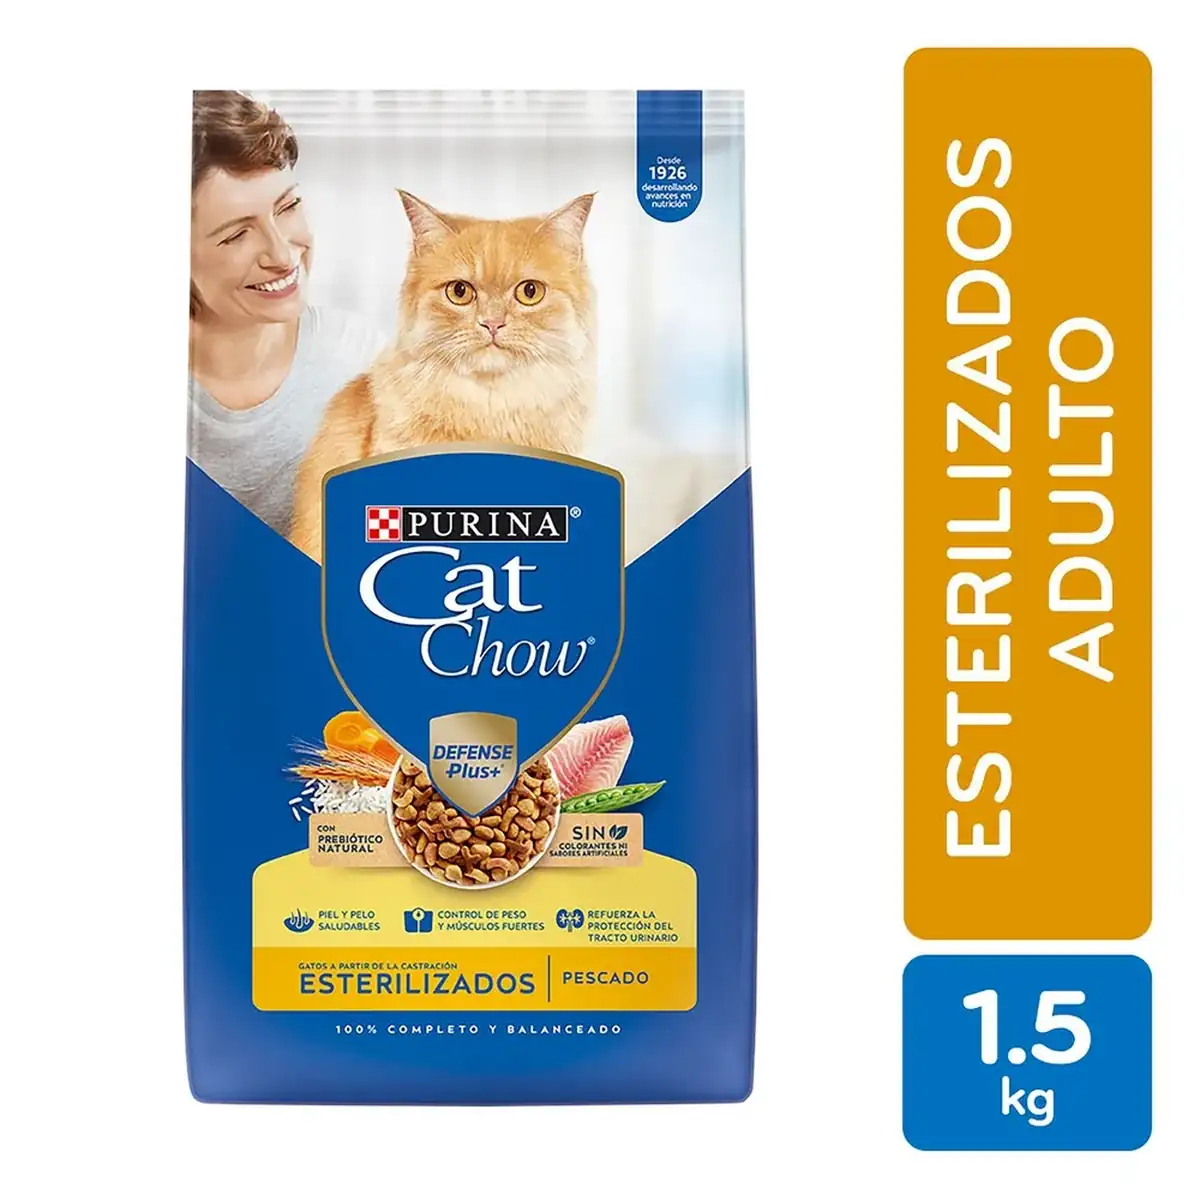 Desde
1926
desarrollando
avances en
nutrición
PURINA®
Cat
Chow®
DEFENSE
Plus+
CON
PREBIÓTICO
NATURAL
SIN
COLORANTES NI
SABORES ARTIFICIALES
PIEL Y PELO
SALUDABLES
CONTROL DE PESO
Y MÚSCULOS FUERTES
REFUERZA LA
PROTECCIÓN DEL
TRACTO URINARIO
GATOS A PARTIR DE LA CASTRACIÓN
ESTERILIZADOS
PESCADO
100% COMPLETO Y BALANCEADO
ESTERILIZADOS
ADULTO
1.5
kg